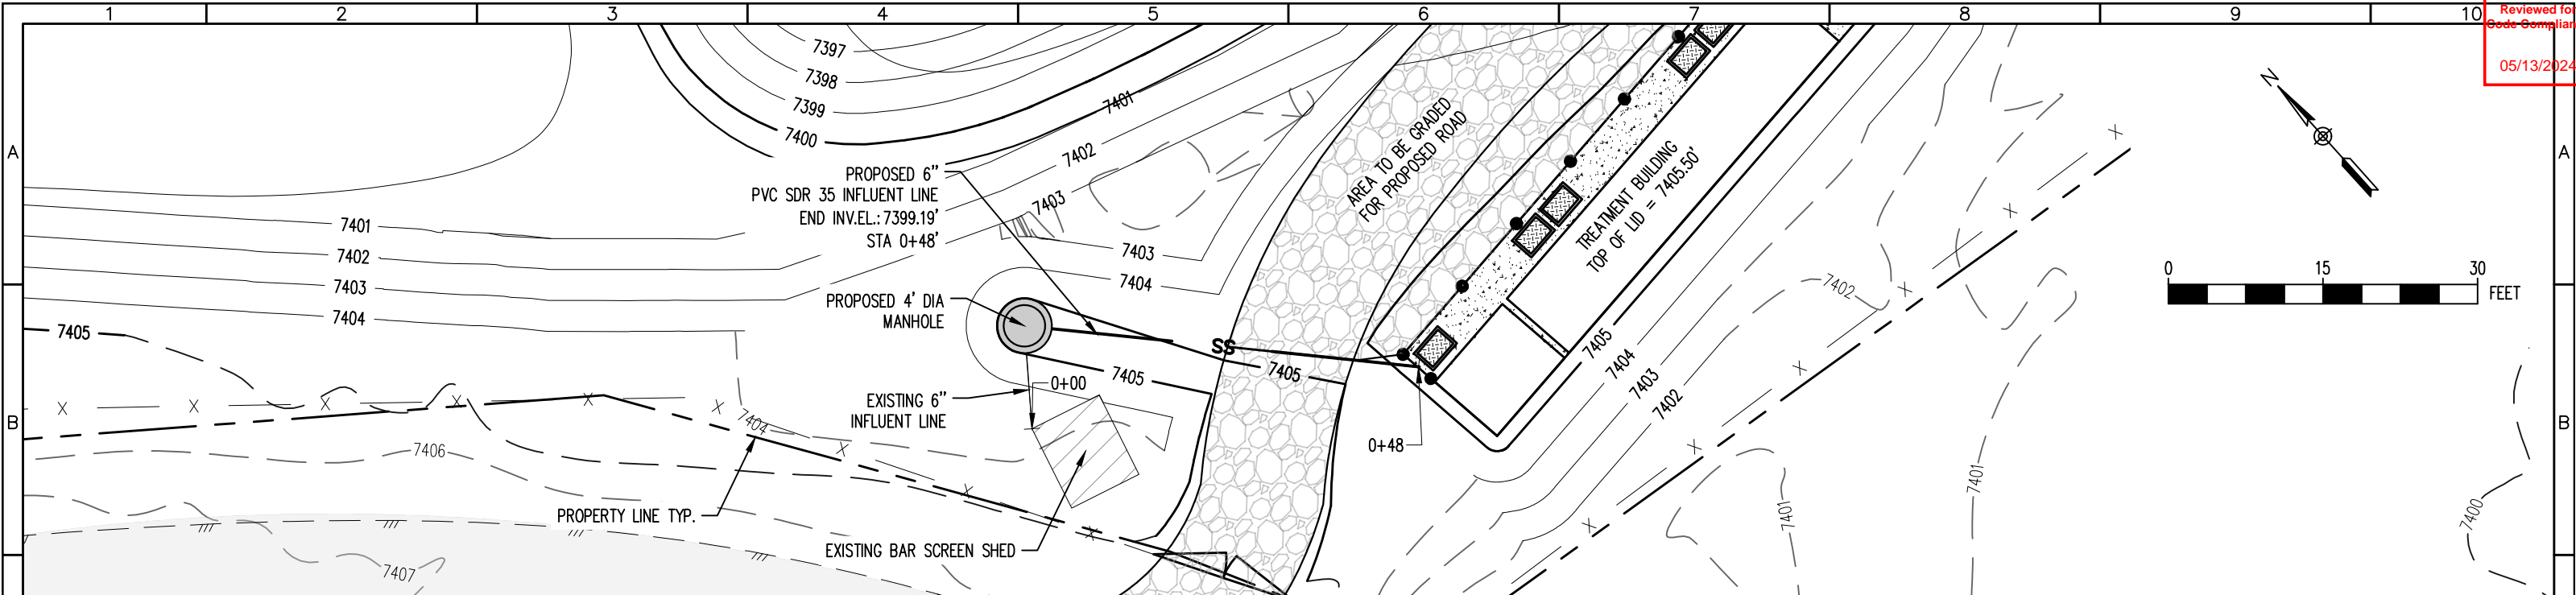 1 2 3 4 5 6 7 8 9 10
Reviewed for
Code Complian
05/13/2024
A
A
B
B
N
0 15 30
FEET
7397
7398
7399
7400
7401
7402
7403
7403
7404
PROPOSED 6"
PVC SDR 35 INFLUENT LINE
END INV.EL.: 7399.19'
STA 0+48'
7401
7402
7403
7404
7405
PROPOSED 4' DIA
MANHOLE
AREA TO BE GRADED
FOR PROPOSED ROAD
TREATMENT BUILDING
TOP OF LID = 7405.50'
SS
7405
7405
0+00
EXISTING 6"
INFLUENT LINE
0+48
7405
7404
7403
7402
7402
7401
7401
7400
X X X X X X X X X
X X X X X X X
7404
7406
7407
PROPERTY LINE TYP.
EXISTING BAR SCREEN SHED